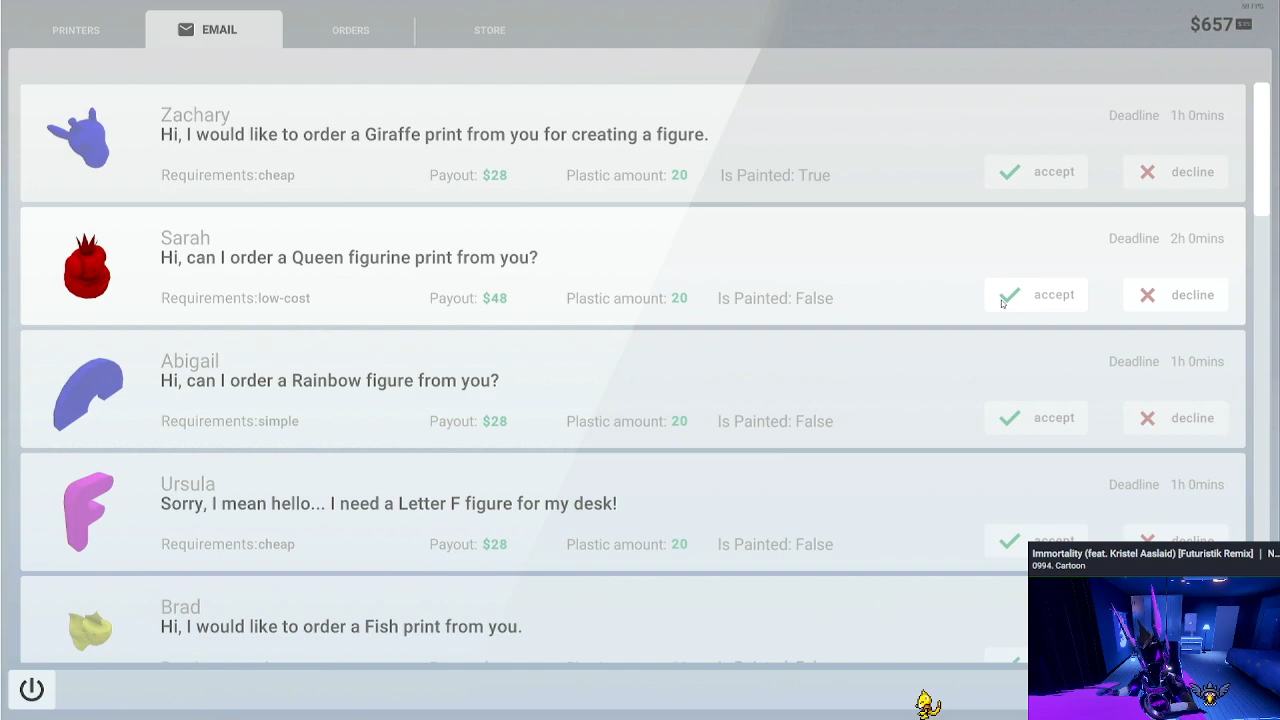 PRINTERS
EMAIL
ORDERS
STORE
$657
Zachary
Hi, I would like to order a Giraffe print from you for creating a figure.
Deadline 1h 0mins
Requirements:cheap Payout: $28 Plastic amount: 20 Is Painted: True
accept decline
Sarah
Hi, can I order a Queen figurine print from you?
Deadline 2h 0mins
Requirements:low-cost Payout: $48 Plastic amount: 20 Is Painted: False
accept decline
Abigail
Hi, can I order a Rainbow figure from you?
Deadline 1h 0mins
Requirements:simple Payout: $28 Plastic amount: 20 Is Painted: False
accept decline
Ursula
Sorry, I mean hello... I need a Letter F figure for my desk!
Deadline 1h 0mins
Requirements:cheap Payout: $28 Plastic amount: 20 Is Painted: False
Brad
Hi, I would like to order a Fish print from you.
Immortality (feat. Kristel Aaslaid) [Futuristik Remix] | N...
0994. Cartoon